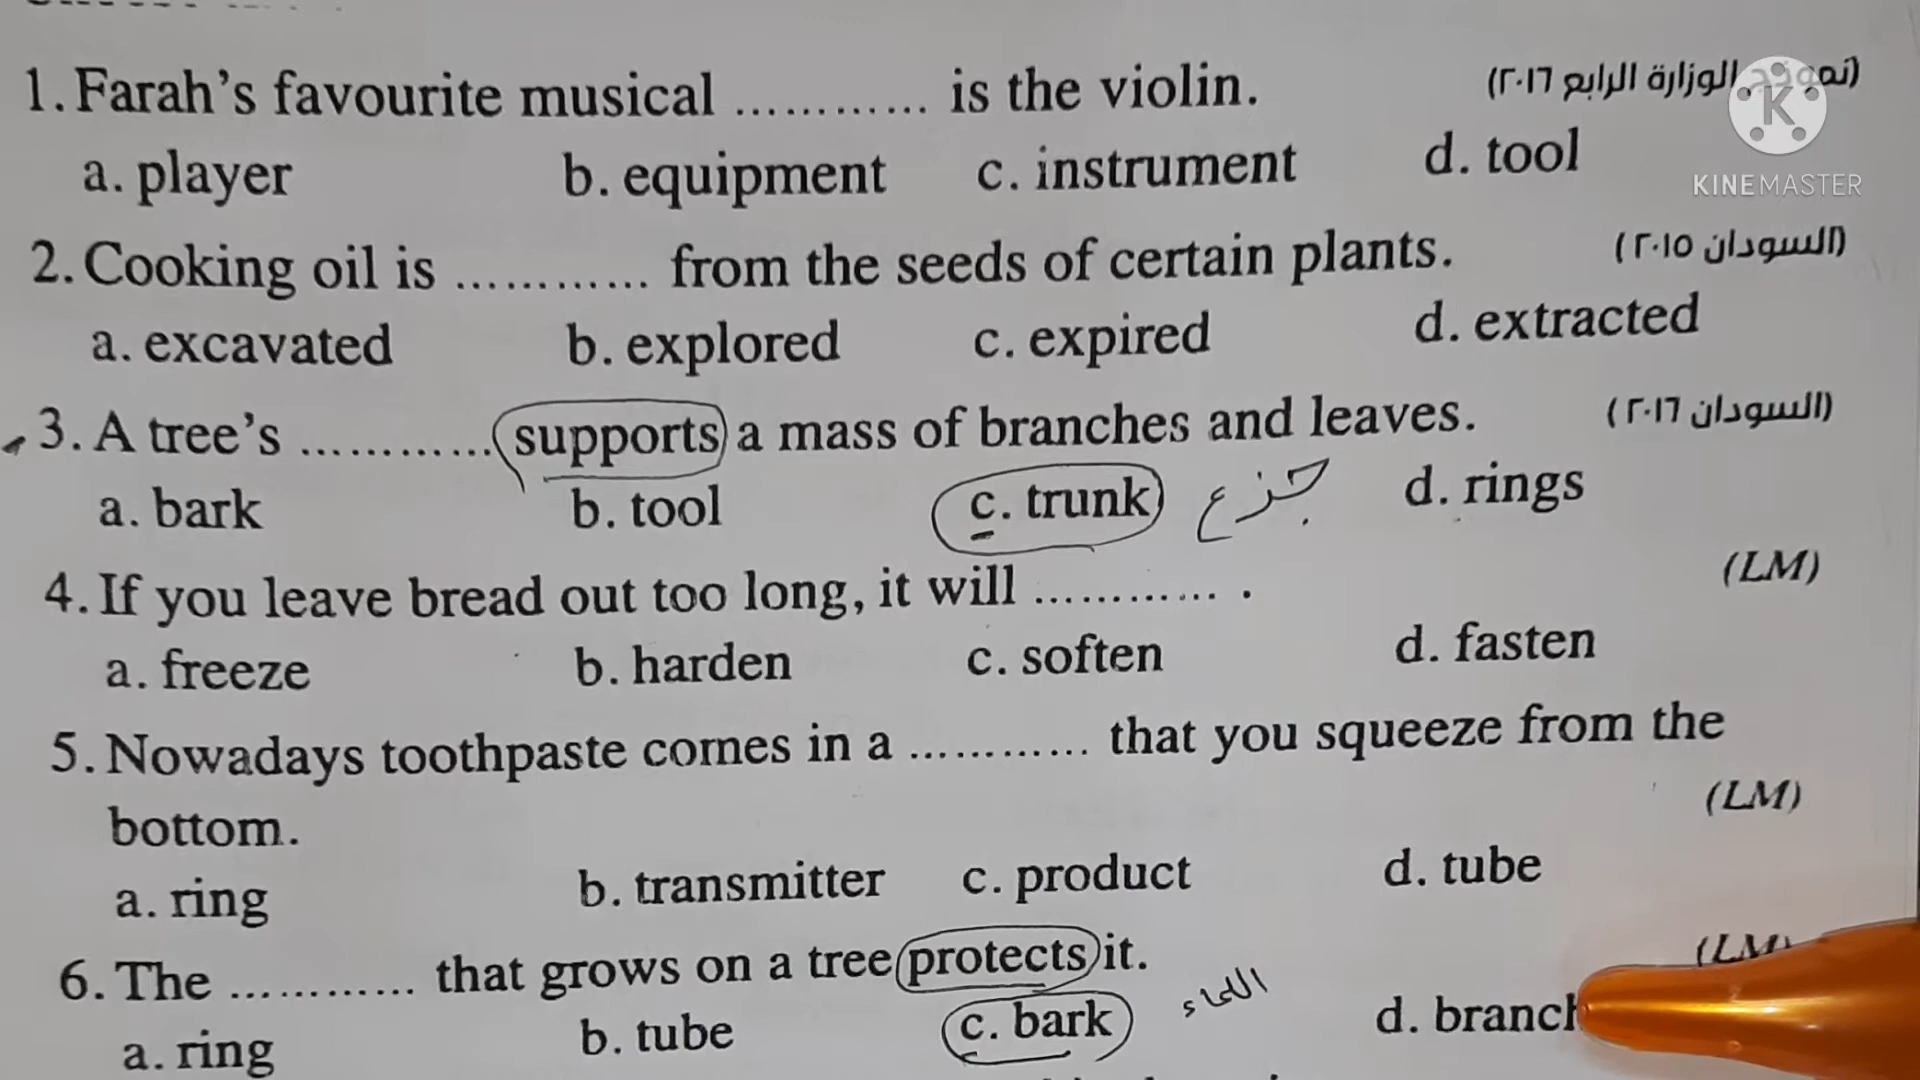 1. Farah's favourite musical ............ is the violin. (نموذج الوزارة الرابع ٢٠١٦)
a. player b. equipment c. instrument d. tool
KINEMASTER
2. Cooking oil is ............ from the seeds of certain plants. (السودان ٢٠١٥)
a. excavated b. explored c. expired d. extracted
3. A tree's ............ supports a mass of branches and leaves. (السودان ٢٠١٦)
a. bark b. tool c. trunk جزع d. rings
4. If you leave bread out too long, it will ............ . (LM)
a. freeze b. harden c. soften d. fasten
5. Nowadays toothpaste comes in a ............ that you squeeze from the
bottom. (LM)
a. ring b. transmitter c. product d. tube
6. The ............ that grows on a tree protects it. (LM)
a. ring b. tube c. bark اللحاء d. branch